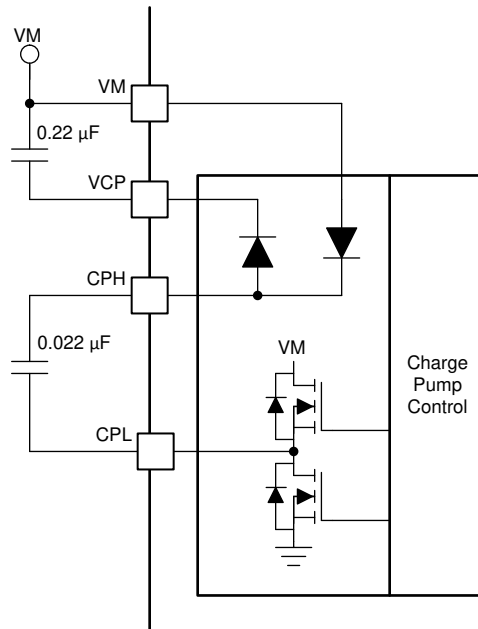 VM
VM
0.22 µF
VCP
CPH
0.022 µF
VM
Charge
Pump
Control
CPL